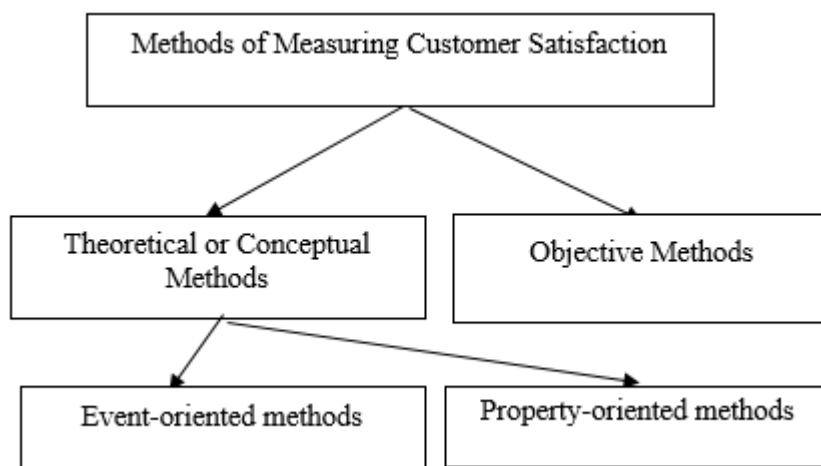 Methods of Measuring Customer Satisfaction
Theoretical or Conceptual
Methods
Objective Methods
Event-oriented methods
Property-oriented methods